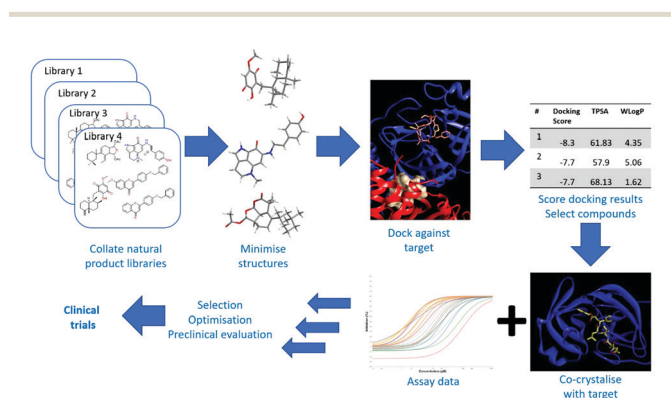 Library 1
Library 2
Library 3
Library 4
Collate natural
product libraries
Minimise
structures
Dock against
target
# Docking Score TPSA WLogP
1 -8.3 61.83 4.35
2 -7.7 57.9 5.06
3 -7.7 68.13 1.62
Score docking results
Select compounds
Co-crystalise
with target
Assay data
Selection
Optimisation
Preclinical evaluation
Clinical
trials